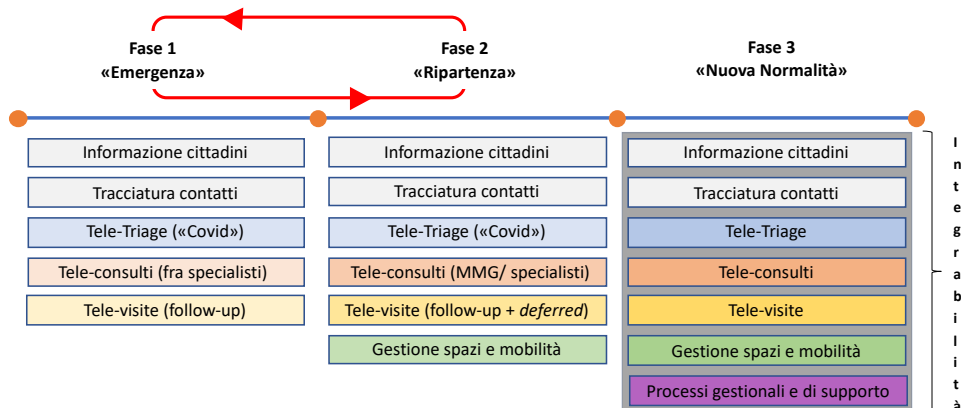 Fase 1
«Emergenza»
Fase 2
«Ripartenza»
Fase 3
«Nuova Normalità»
Informazione cittadini
Tracciatura contatti
Tele-Triage («Covid»)
Tele-consulti (fra specialisti)
Tele-visite (follow-up)
Informazione cittadini
Tracciatura contatti
Tele-Triage («Covid»)
Tele-consulti (MMG/ specialisti)
Tele-visite (follow-up + deferred)
Gestione spazi e mobilità
Informazione cittadini
Tracciatura contatti
Tele-Triage
Tele-consulti
Tele-visite
Gestione spazi e mobilità
Processi gestionali e di supporto
Integrabilità